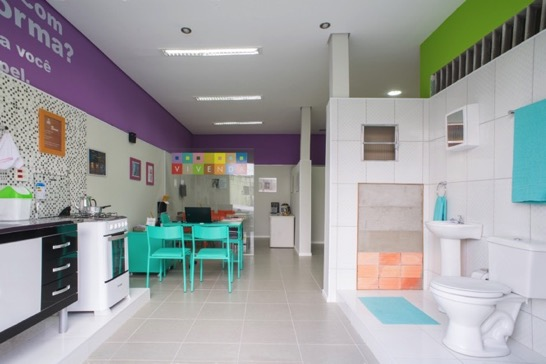 com
orma?
a você
pel.
VIVENDA